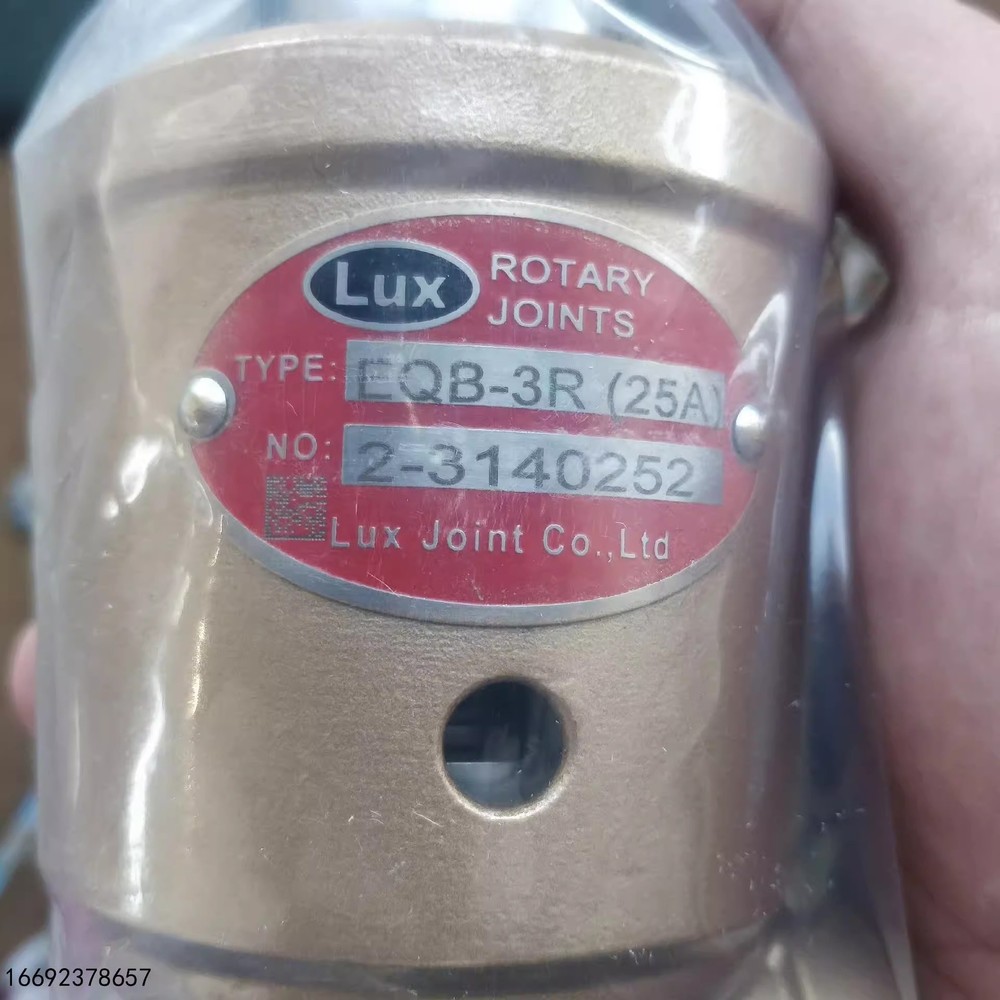 Lux ROTARY
JOINTS
TYPE: EQB-3R (25A)
NO: 2-3140252
Lux Joint Co.,Ltd
16692378657